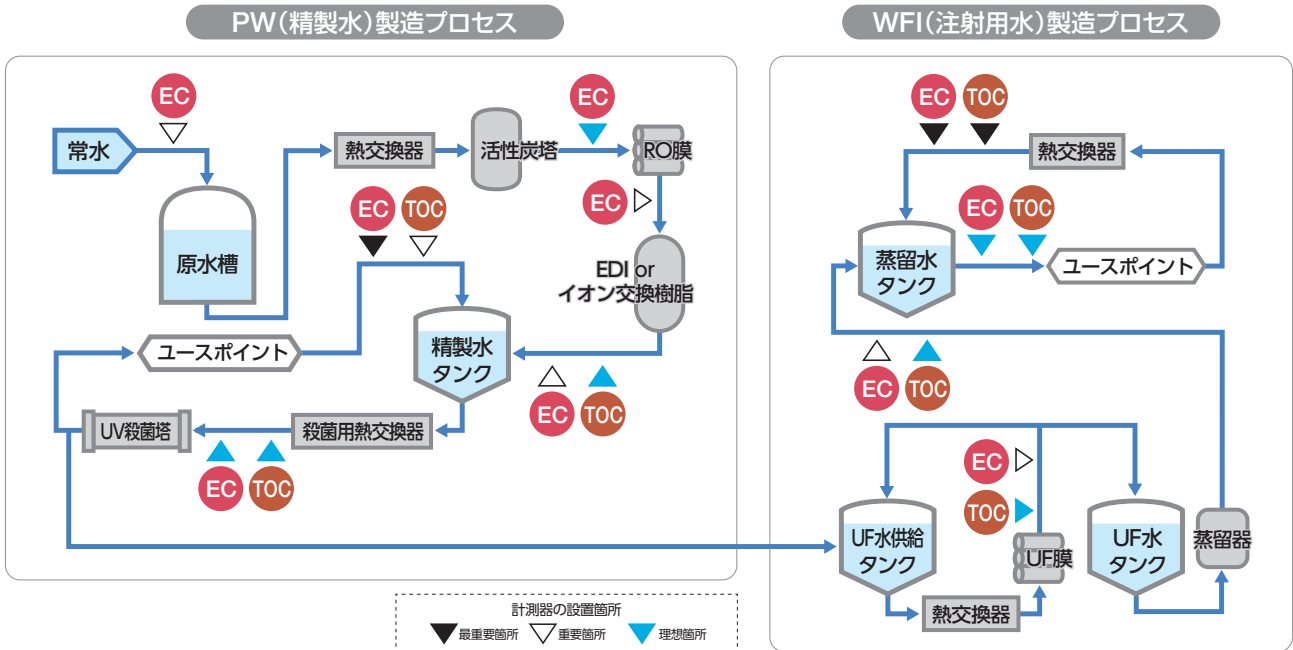 PW(精製水)製造プロセス
EC
常水
原水槽
熱交換器
活性炭塔
EC
RO膜
EC
EDI or
イオン交換樹脂
EC
TOC
精製水
タンク
EC
TOC
ユースポイント
UV殺菌塔
殺菌用熱交換器
EC
TOC
WFI(注射用水)製造プロセス
EC
TOC
熱交換器
EC
TOC
蒸留水
タンク
ユースポイント
EC
TOC
EC
TOC
UF水供給
タンク
熱交換器
UF膜
UF水
タンク
蒸留器
計測器の設置箇所
最重要箇所
重要箇所
理想箇所